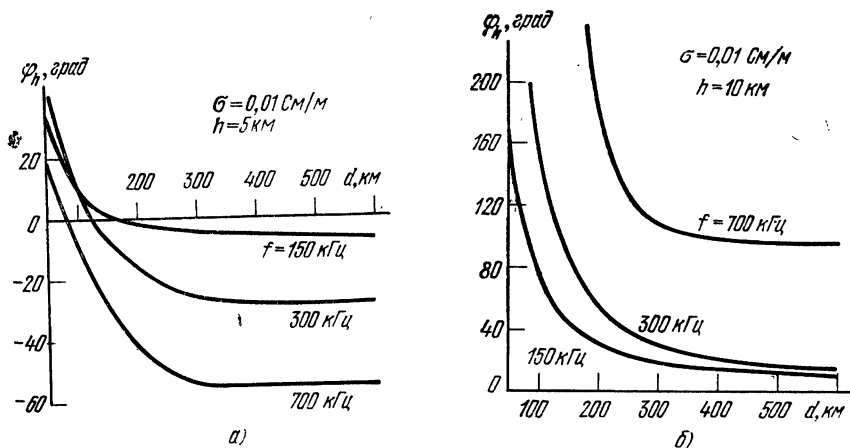 φₕ, град
σ=0,01 См/м
h=5 км
20
0
-20
-40
-60
200 300 400 500 d, км
f=150 кГц
300 кГц
700 кГц
а)
φₕ, град
σ=0,01 См/м
h=10 км
200
160
120
80
40
0
f=700 кГц
300 кГц
150 кГц
100 200 300 400 500 d, км
б)